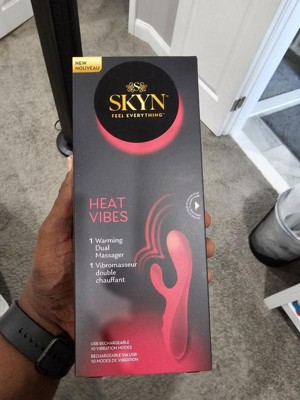 NEW
NOUVEAU
SKYN
FEEL EVERYTHING™
HEAT
VIBES
1 Warming
Dual
Massager
1 Vibromasseur
double
chauffant
USB RECHARGEABLE
10 VIBRATION MODES
RECHARGEABLE VIA USB
10 MODES DE VIBRATION